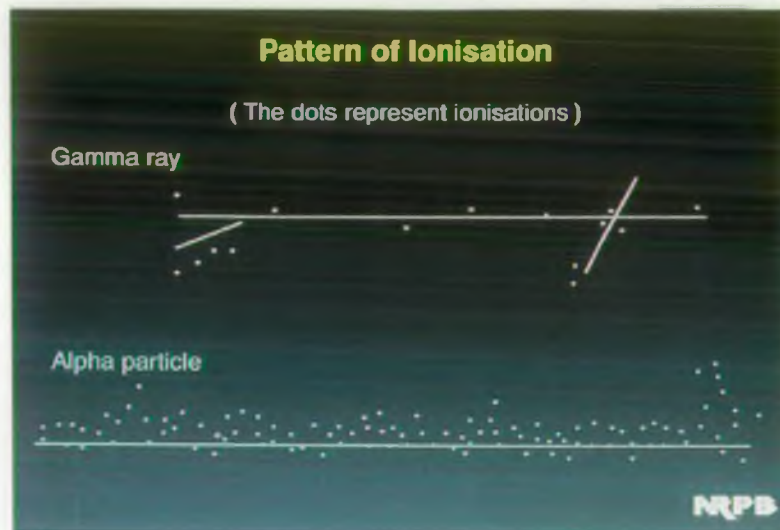 Pattern of Ionisation
( The dots represent ionisations )
Gamma ray
Alpha particle
NRPB